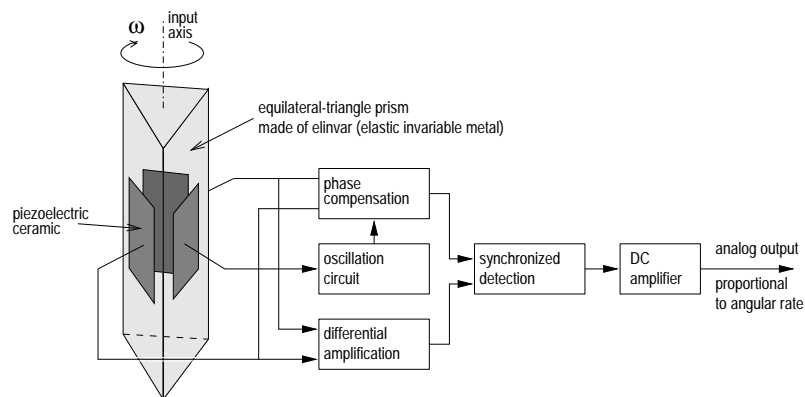 ω
input
axis
equilateral-triangle prism
made of elinvar (elastic invariable metal)
piezoelectric
ceramic
phase
compensation
oscillation
circuit
differential
amplification
synchronized
detection
DC
amplifier
analog output
proportional
to angular rate